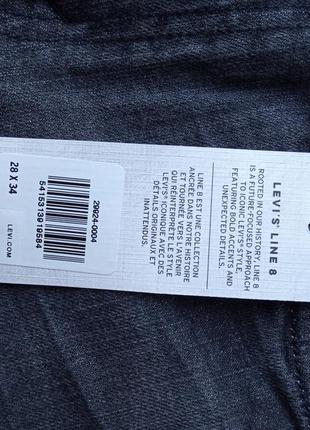 LEVI'S® LINE 8
ROOTED IN OUR HISTORY, LINE 8
IS A FUTURE-FOCUSED APPROACH
TO ICONIC LEVI'S® STYLE,
FEATURING BOLD ACCENTS AND
UNEXPECTED DETAILS.
LINE 8 EST UNE COLLECTION
ANCRÉE DANS NOTRE HISTOIRE
ET TOURNÉE VERS L'AVENIR
QUI RÉINTERPRÈTE LE STYLE
LEVI'S® ICONIQUE AVEC DES
DÉTAILS ORIGINAUX ET
INATTENDUS.
29924-0004
5415313919584
28 X 34
LEVI.COM